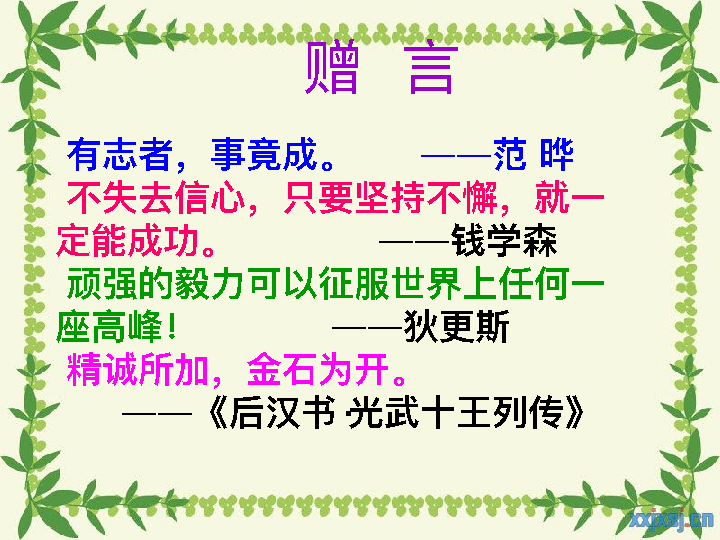 赠 言
有志者，事竟成。 ——范 晔
不失去信心，只要坚持不懈，就一
定能成功。 ——钱学森
顽强的毅力可以征服世界上任何一
座高峰！ ——狄更斯
精诚所加，金石为开。
——《后汉书·光武十王列传》
xxjxsj.cn